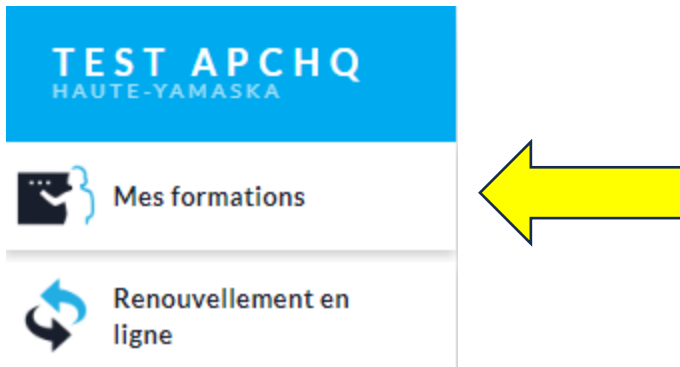 TEST APCHQ
HAUTE-YAMASKA
Mes formations
Renouvellement en
ligne